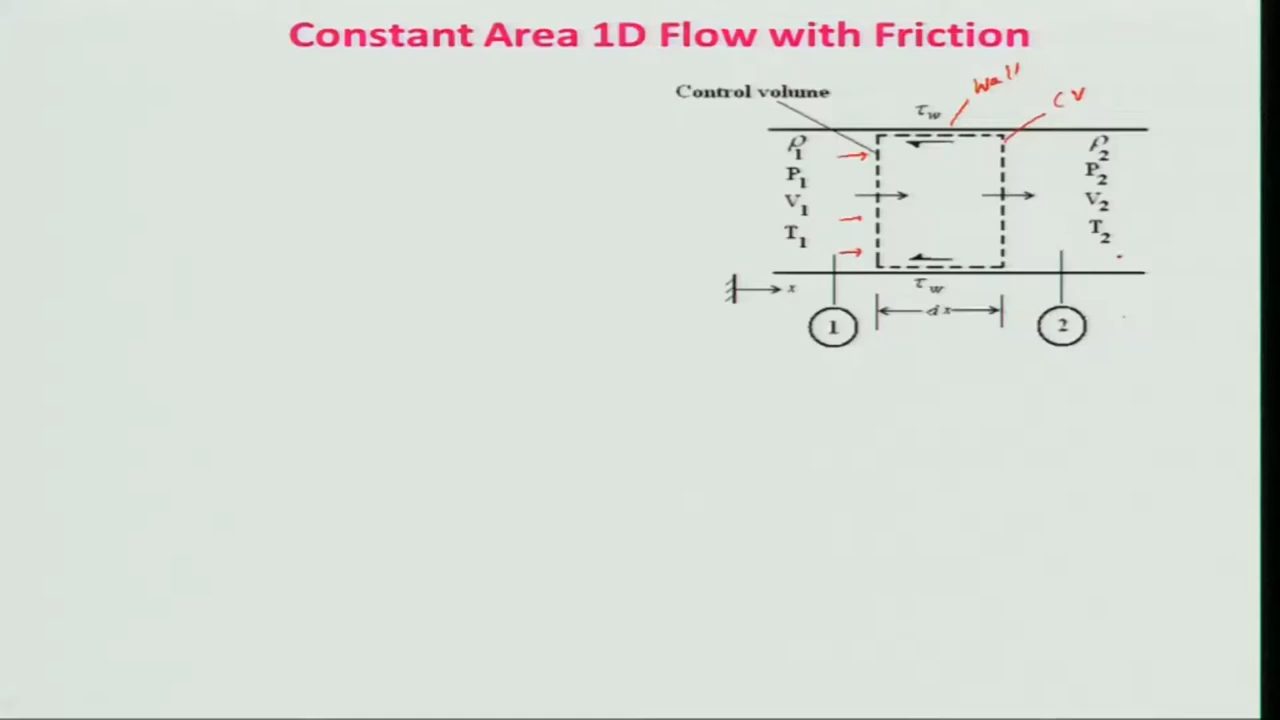 Constant Area 1D Flow with Friction
Wall
Control volume
CV
τw
ρ1
ρ2
P1
P2
V1
V2
T1
T2
τw
x
dx
1
2